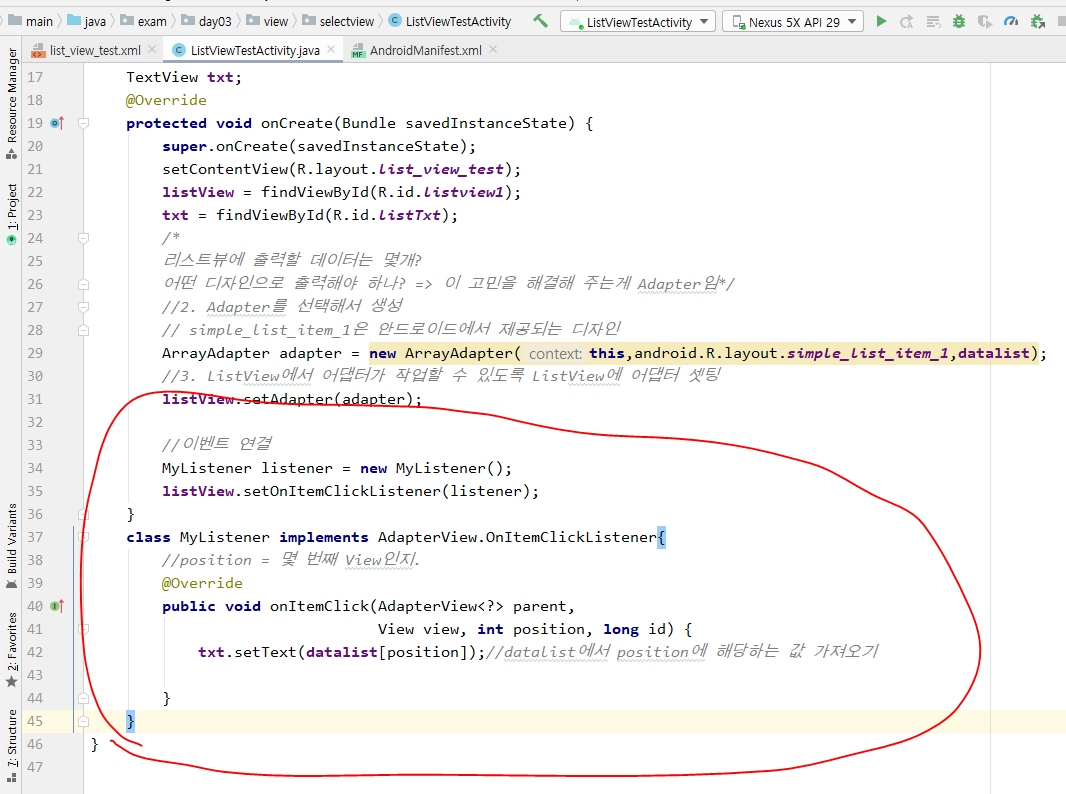 main java exam day03 view selectview ListViewTestActivity ListViewTestActivity Nexus 5X API 29
list_view_test.xml ListViewTestActivity.java AndroidManifest.xml
Resource Manager
1: Project
Build Variants
2: Favorites
7: Structure
17 TextView txt;
18 @Override
19 protected void onCreate(Bundle savedInstanceState) {
20 super.onCreate(savedInstanceState);
21 setContentView(R.layout.list_view_test);
22 listView = findViewById(R.id.listview1);
23 txt = findViewById(R.id.listTxt);
24 /*
25 리스트뷰에 출력할 데이터는 몇개?
26 어떤 디자인으로 출력해야 하나? => 이 고민을 해결해 주는게 Adapter임*/
27 //2. Adapter를 선택해서 생성
28 // simple_list_item_1은 안드로이드에서 제공되는 디자인
29 ArrayAdapter adapter = new ArrayAdapter( context: this,android.R.layout.simple_list_item_1,datalist);
30 //3. ListView에서 어댑터가 작업할 수 있도록 ListView에 어댑터 셋팅
31 listView.setAdapter(adapter);
32
33 //이벤트 연결
34 MyListener listener = new MyListener();
35 listView.setOnItemClickListener(listener);
36 }
37 class MyListener implements AdapterView.OnItemClickListener{
38 //position = 몇 번째 View인지.
39 @Override
40 public void onItemClick(AdapterView<?> parent,
41 View view, int position, long id) {
42 txt.setText(datalist[position]);//datalist에서 position에 해당하는 값 가져오기
43
44 }
45 }
46 }
47